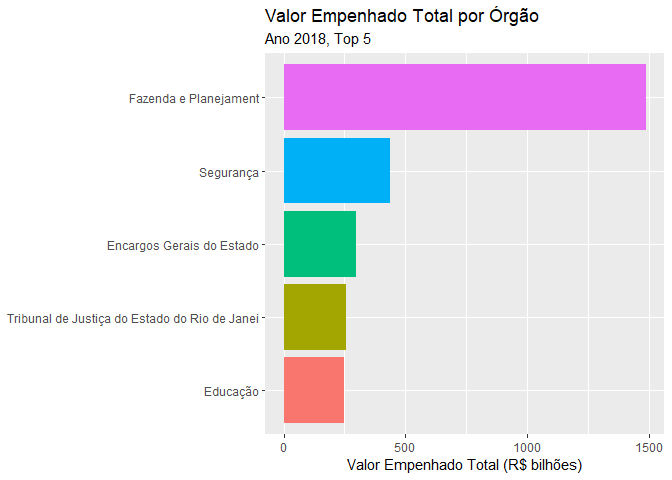 Valor Empenhado Total por Órgão
Ano 2018, Top 5
Fazenda e Planejament
Segurança
Encargos Gerais do Estado
Tribunal de Justiça do Estado do Rio de Janei
Educação
0 500 1000 1500
Valor Empenhado Total (R$ bilhões)